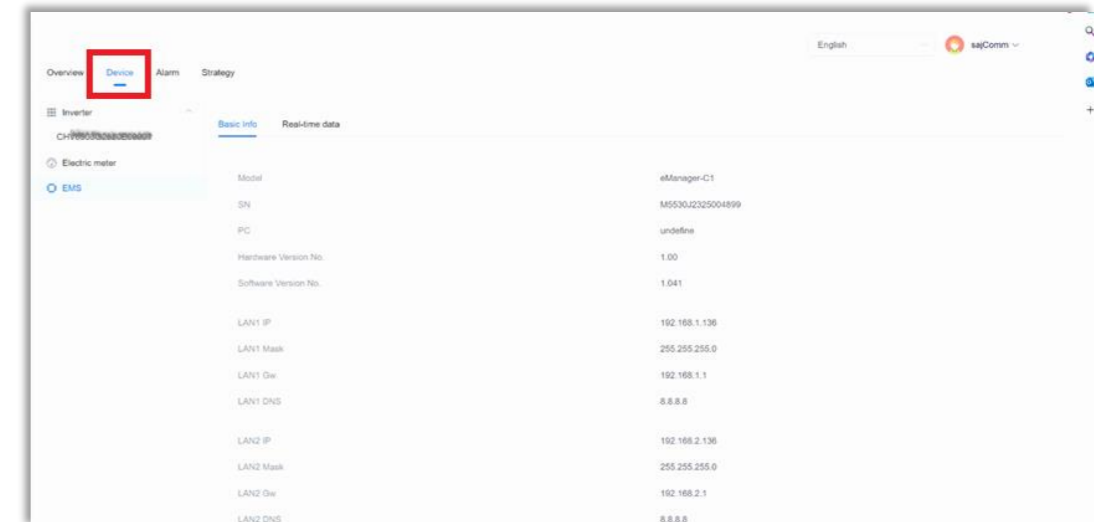 English
sajComm
Overview Device Alarm Strategy
Inverter
Basic Info Real-time data
Electric meter
EMS
Model eManager-C1
SN M5530J2325004899
PC undefine
Hardware Version No. 1.00
Software Version No. 1.041
LAN1 IP 192.168.1.136
LAN1 Mask 255.255.255.0
LAN1 Gw 192.168.1.1
LAN1 DNS 8.8.8.8
LAN2 IP 192.168.2.136
LAN2 Mask 255.255.255.0
LAN2 Gw 192.168.2.1
LAN2 DNS 8.8.8.8